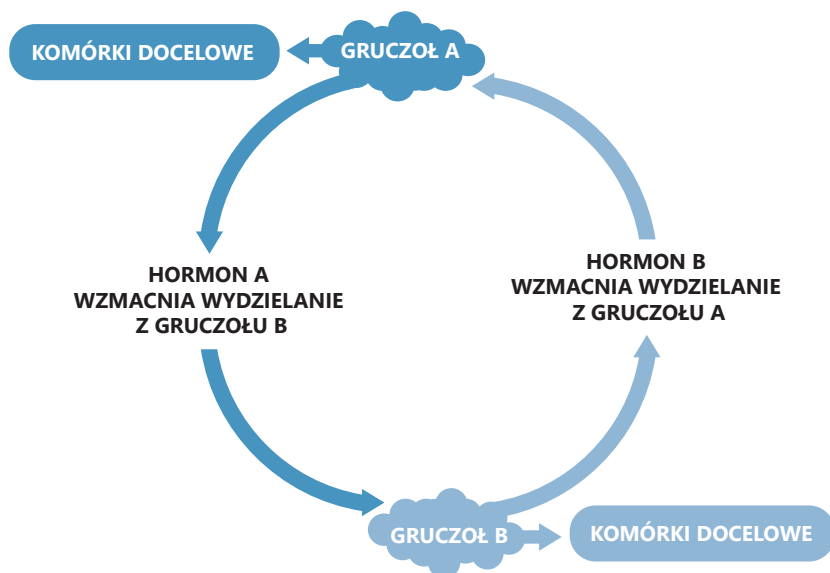 KOMÓRKI DOCELOWE
GRUCZOŁ A
HORMON A
WZMACNIA WYDZIELANIE
Z GRUCZOŁU B
HORMON B
WZMACNIA WYDZIELANIE
Z GRUCZOŁU A
GRUCZOŁ B
KOMÓRKI DOCELOWE